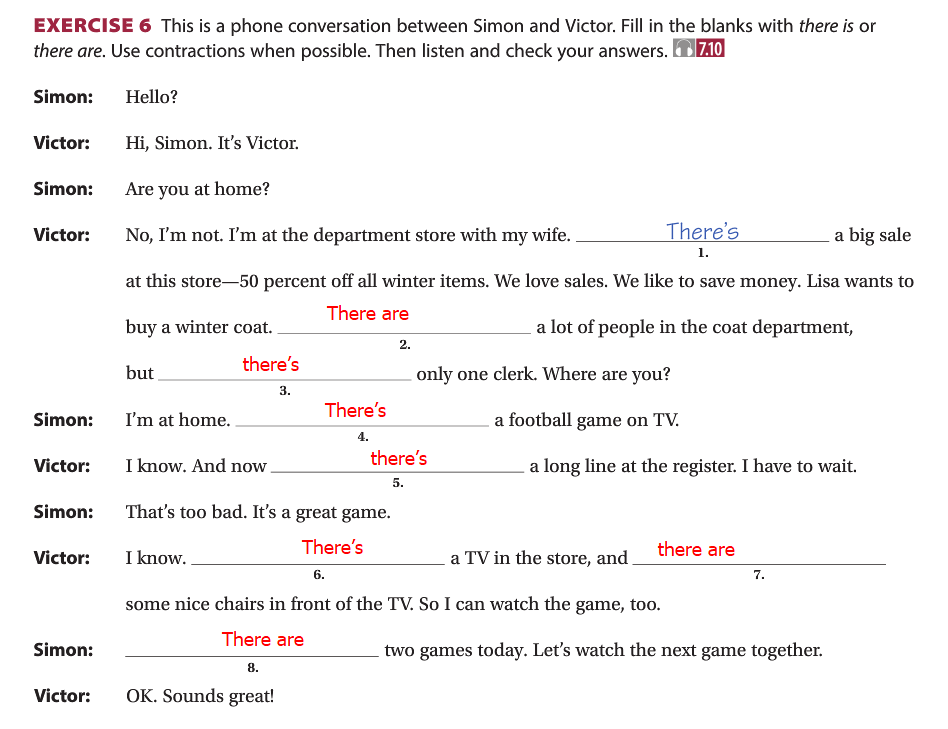 EXERCISE 6 This is a phone conversation between Simon and Victor. Fill in the blanks with there is or
there are. Use contractions when possible. Then listen and check your answers. 7.10
Simon: Hello?
Victor: Hi, Simon. It's Victor.
Simon: Are you at home?
Victor: No, I'm not. I'm at the department store with my wife. There's a big sale
1.
at this store—50 percent off all winter items. We love sales. We like to save money. Lisa wants to
buy a winter coat. There are a lot of people in the coat department,
2.
but there's only one clerk. Where are you?
3.
Simon: I'm at home. There's a football game on TV.
4.
Victor: I know. And now there's a long line at the register. I have to wait.
5.
Simon: That's too bad. It's a great game.
Victor: I know. There's a TV in the store, and there are
6. 7.
some nice chairs in front of the TV. So I can watch the game, too.
Simon: There are two games today. Let's watch the next game together.
8.
Victor: OK. Sounds great!